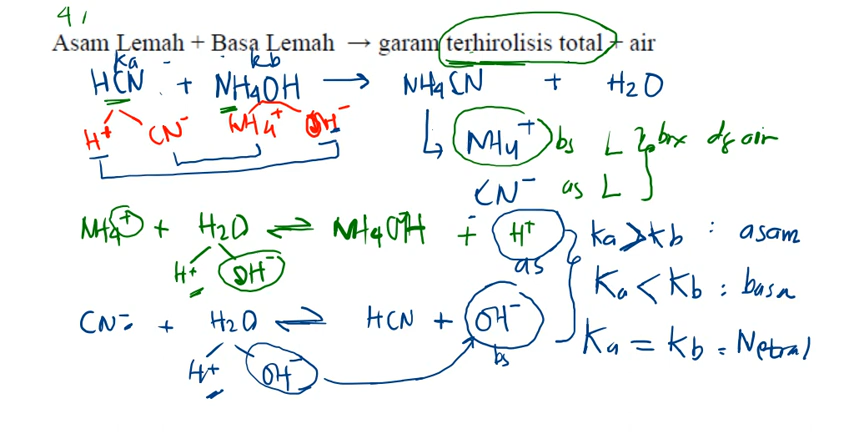 4/
Asam Lemah + Basa Lemah → garam terhirolisis total + air
Ka kb
HCN + NH4OH → NH4CN + H2O
H+ CN- NH4+ OH-
NH4+ bs L } brx dg air
CN- as L
NH4+ + H2O ⇌ NH4OH + H+
H+ OH- as
ka > kb : asam
Ka < Kb : basa
CN- + H2O ⇌ HCN + OH-
H+ OH- bs
Ka = kb = Netral